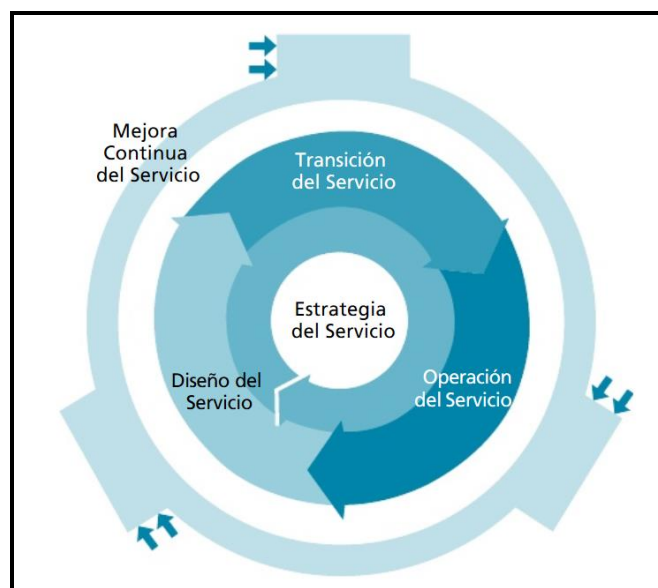 Mejora
Continua
del Servicio
Transición
del Servicio
Estrategia
del Servicio
Diseño del
Servicio
Operación
del Servicio